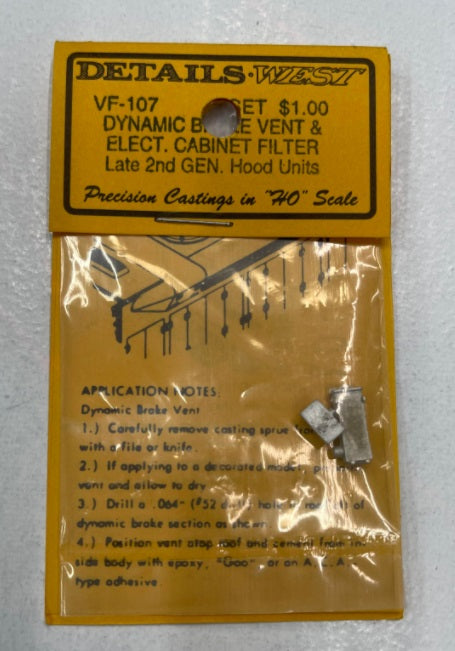 DETAILS WEST
VF-107 SET $1.00
DYNAMIC VENT &
ELECT. CABINET FILTER
Late 2nd GEN. Hood Units
Precision Castings in "HO" Scale
APPLICATION NOTES:
Dynamic Brake Vent
1.) Carefully remove casting sprue
with a file or knife.
2.) If applying to a decorated model,
vent and allow to dry
3.) Drill a .064" (#52 hole
dynamic brake section as shown
4.) Position vent atop roof and cement from in-
side body with epoxy, "Goo" or an
type adhesive.